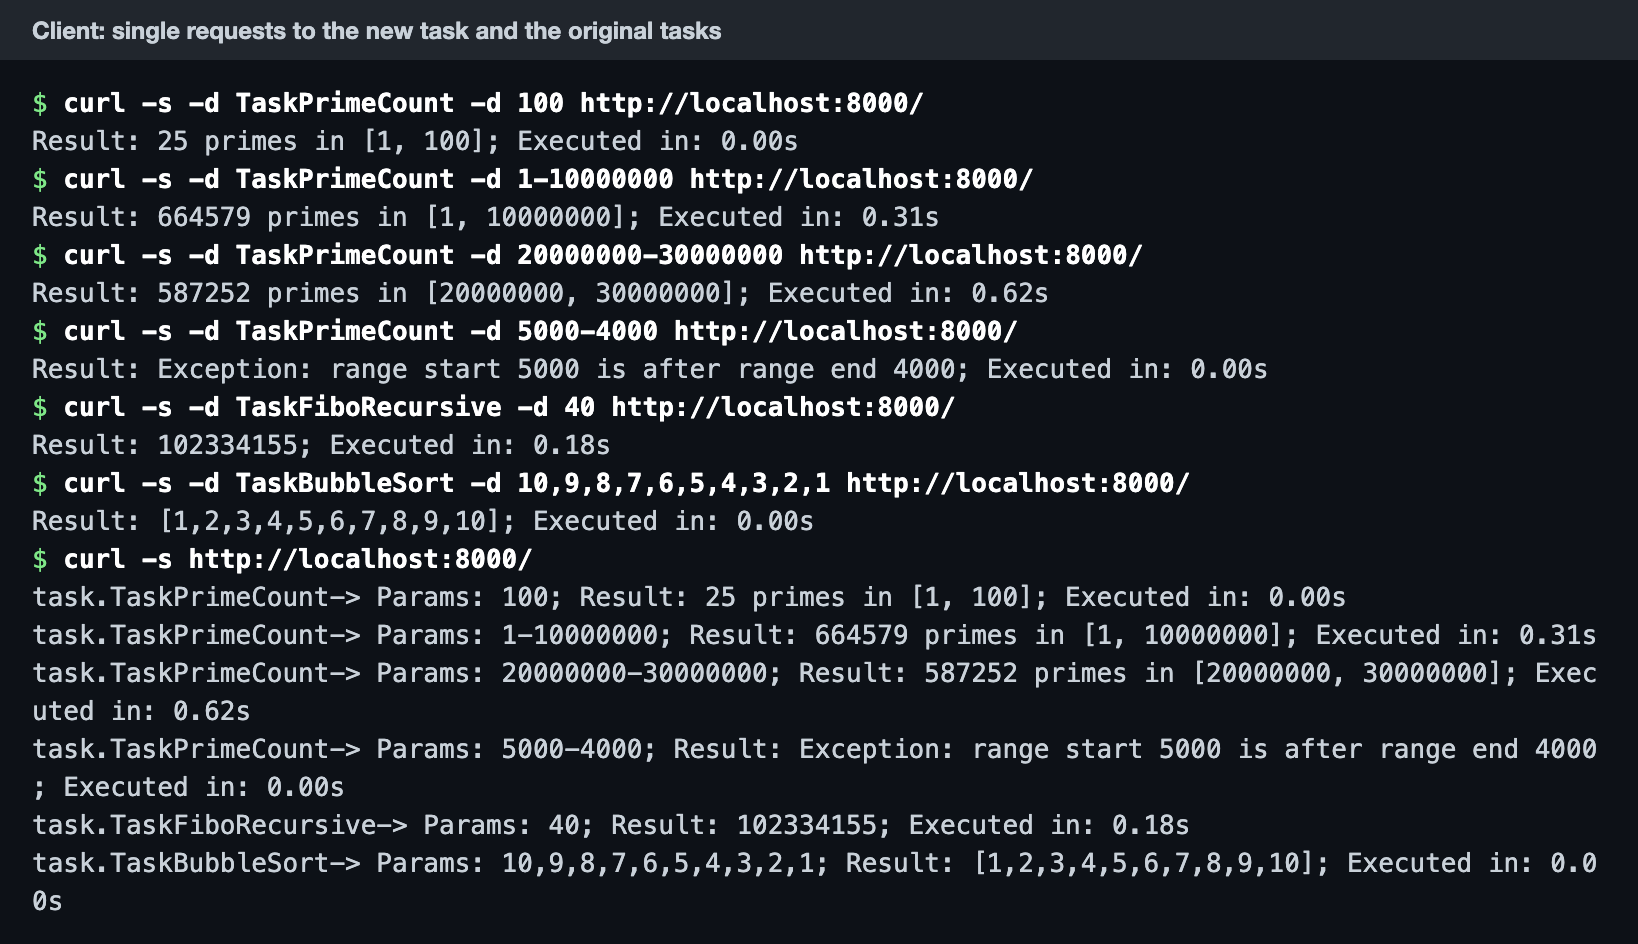 Client: single requests to the new task and the original tasks
$ curl -s -d TaskPrimeCount -d 100 http://localhost:8000/
Result: 25 primes in [1, 100]; Executed in: 0.00s
$ curl -s -d TaskPrimeCount -d 1-10000000 http://localhost:8000/
Result: 664579 primes in [1, 10000000]; Executed in: 0.31s
$ curl -s -d TaskPrimeCount -d 20000000-30000000 http://localhost:8000/
Result: 587252 primes in [20000000, 30000000]; Executed in: 0.62s
$ curl -s -d TaskPrimeCount -d 5000-4000 http://localhost:8000/
Result: Exception: range start 5000 is after range end 4000; Executed in: 0.00s
$ curl -s -d TaskFiboRecursive -d 40 http://localhost:8000/
Result: 102334155; Executed in: 0.18s
$ curl -s -d TaskBubbleSort -d 10,9,8,7,6,5,4,3,2,1 http://localhost:8000/
Result: [1,2,3,4,5,6,7,8,9,10]; Executed in: 0.00s
$ curl -s http://localhost:8000/
task.TaskPrimeCount-> Params: 100; Result: 25 primes in [1, 100]; Executed in: 0.00s
task.TaskPrimeCount-> Params: 1-10000000; Result: 664579 primes in [1, 10000000]; Executed in: 0.31s
task.TaskPrimeCount-> Params: 20000000-30000000; Result: 587252 primes in [20000000, 30000000]; Exec
uted in: 0.62s
task.TaskPrimeCount-> Params: 5000-4000; Result: Exception: range start 5000 is after range end 4000
; Executed in: 0.00s
task.TaskFiboRecursive-> Params: 40; Result: 102334155; Executed in: 0.18s
task.TaskBubbleSort-> Params: 10,9,8,7,6,5,4,3,2,1; Result: [1,2,3,4,5,6,7,8,9,10]; Executed in: 0.0
0s